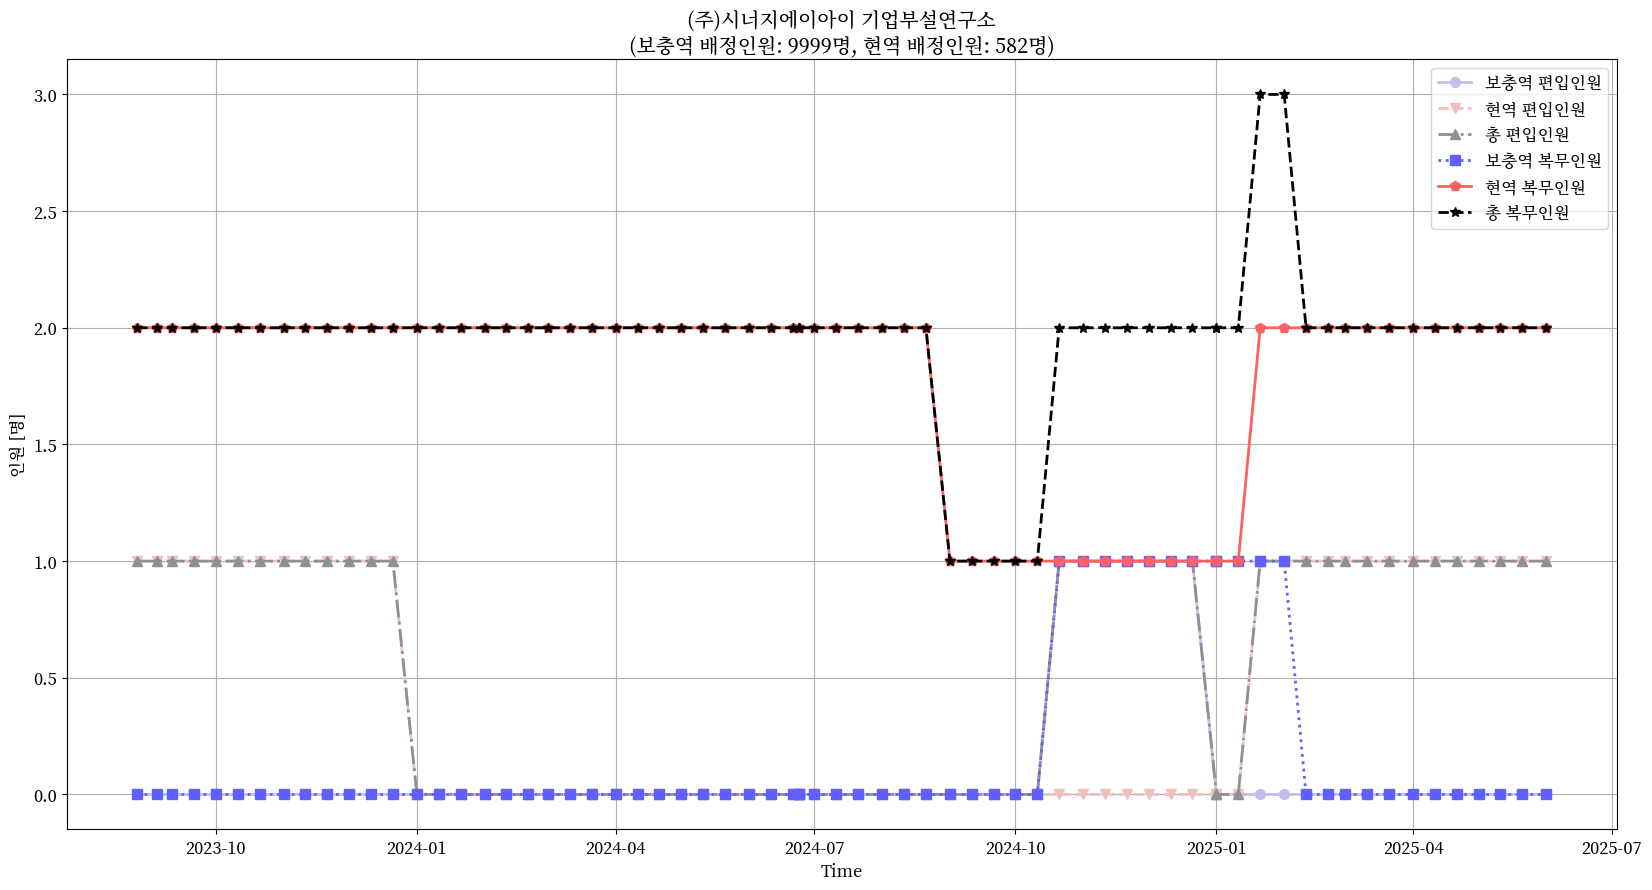 (주)시너지에이아이 기업부설연구소
(보충역 배정인원: 9999명, 현역 배정인원: 582명)
보충역 편입인원
현역 편입인원
총 편입인원
보충역 복무인원
현역 복무인원
총 복무인원
3.0
2.5
2.0
1.5
1.0
0.5
0.0
인원 [명]
2023-10
2024-01
2024-04
2024-07
2024-10
2025-01
2025-04
2025-07
Time